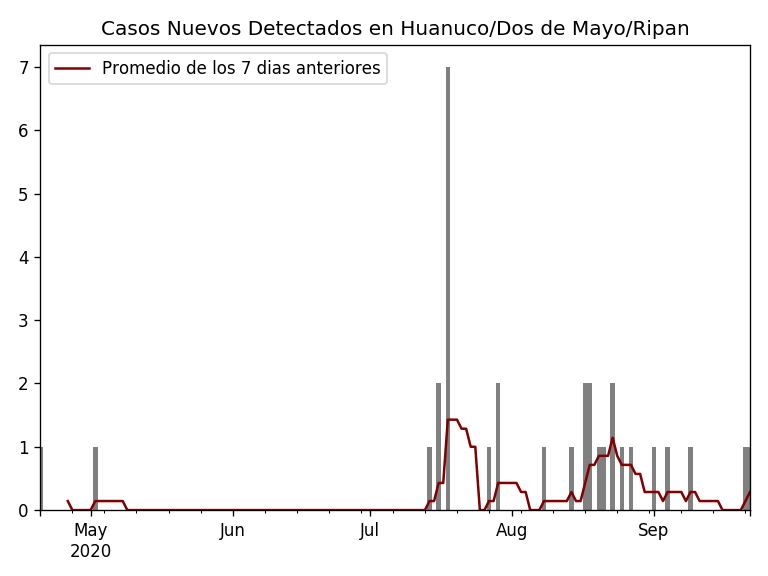 Casos Nuevos Detectados en Huanuco/Dos de Mayo/Ripan
Promedio de los 7 dias anteriores
7
6
5
4
3
2
1
0
May
2020
Jun
Jul
Aug
Sep